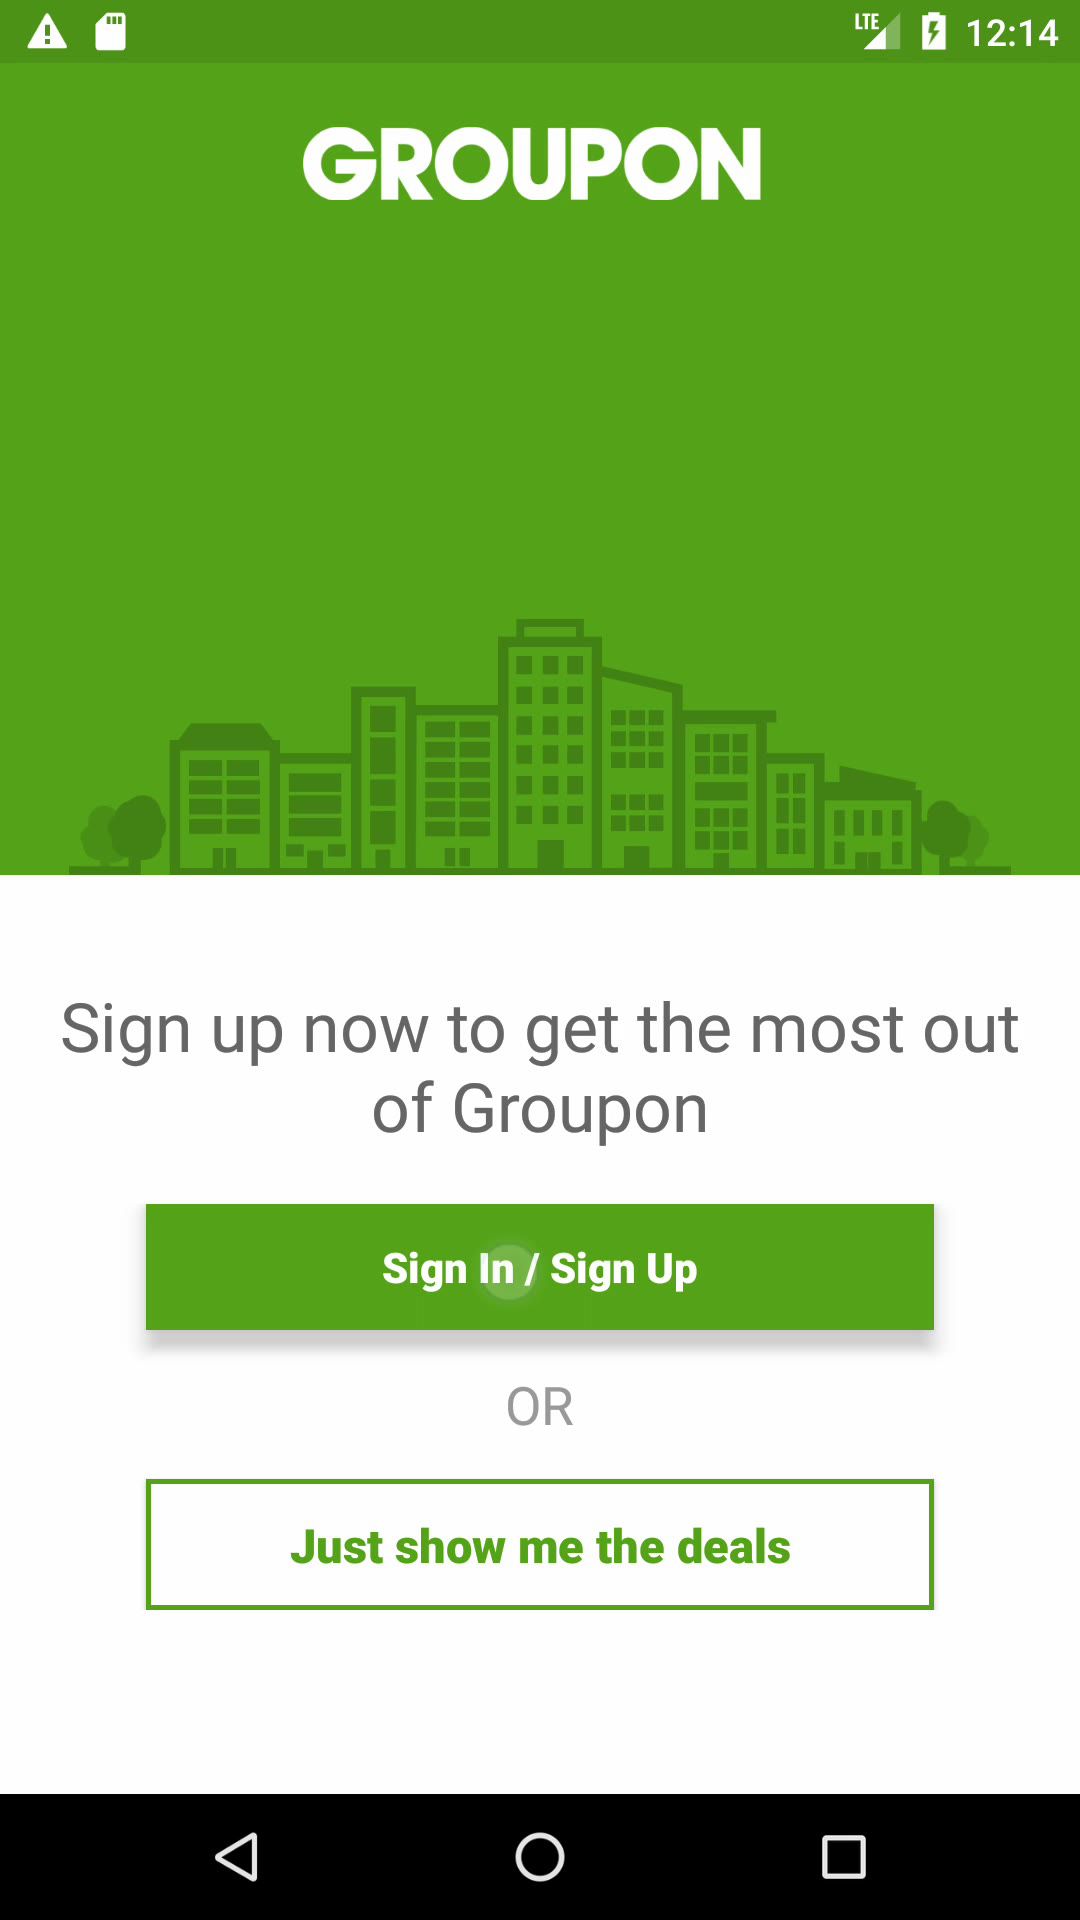 LTE 12:14
GROUPON
Sign up now to get the most out
of Groupon
Sign In / Sign Up
OR
Just show me the deals